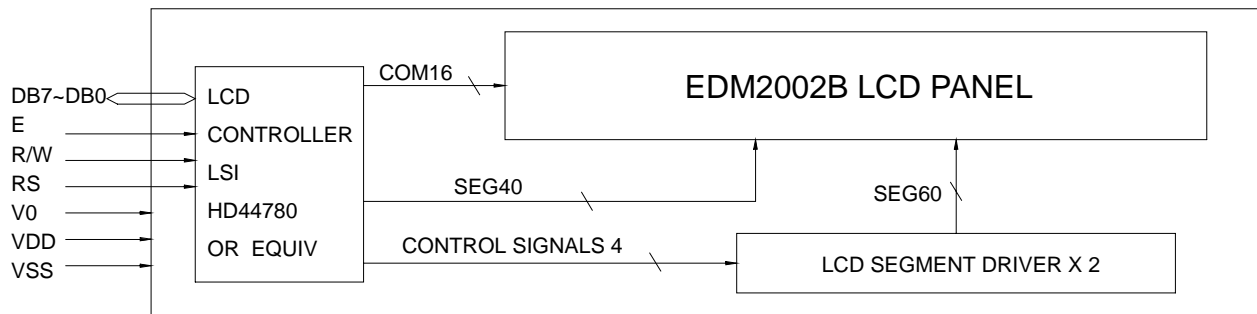 DB7~DB0
E
R/W
RS
V0
VDD
VSS
LCD
CONTROLLER
LSI
HD44780
OR EQUIV
COM16
SEG40
CONTROL SIGNALS 4
EDM2002B LCD PANEL
SEG60
LCD SEGMENT DRIVER X 2